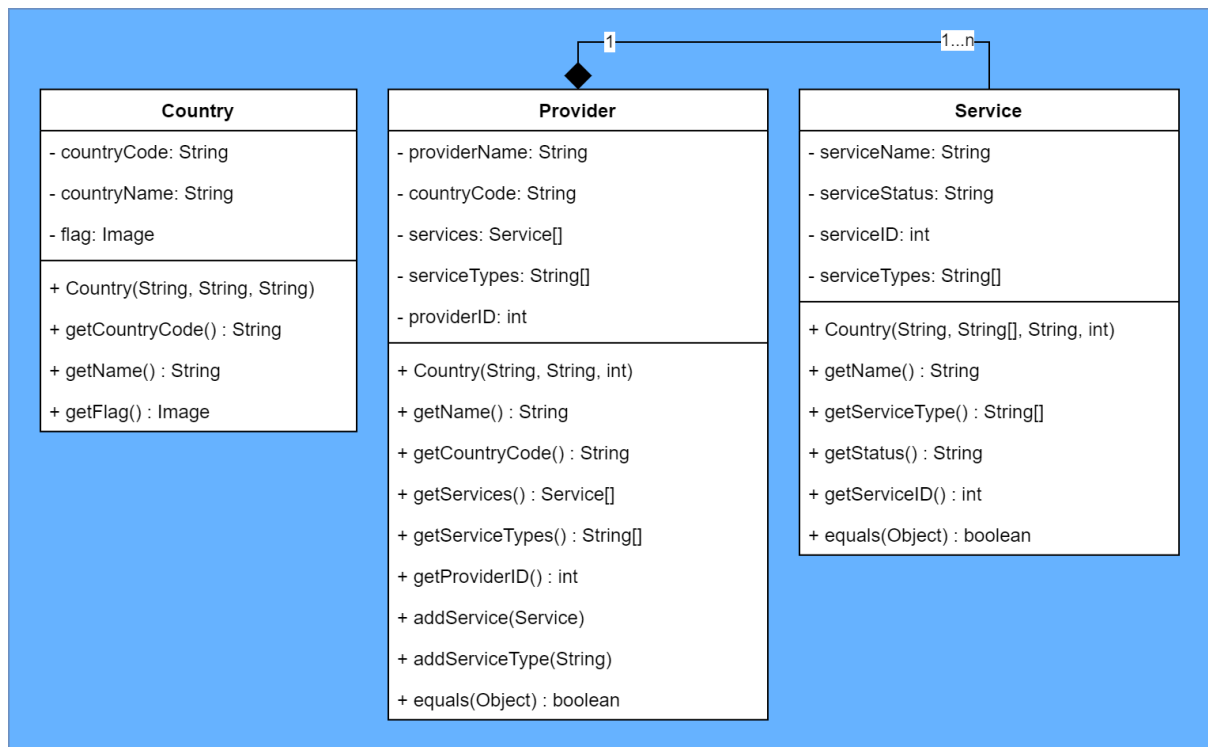 1
1...n
Country
- countryCode: String
- countryName: String
- flag: Image
+ Country(String, String, String)
+ getCountryCode() : String
+ getName() : String
+ getFlag() : Image
Provider
- providerName: String
- countryCode: String
- services: Service[]
- serviceTypes: String[]
- providerID: int
+ Country(String, String, int)
+ getName() : String
+ getCountryCode() : String
+ getServices() : Service[]
+ getServiceTypes() : String[]
+ getProviderID() : int
+ addService(Service)
+ addServiceType(String)
+ equals(Object) : boolean
Service
- serviceName: String
- serviceStatus: String
- serviceID: int
- serviceTypes: String[]
+ Country(String, String[], String, int)
+ getName() : String
+ getServiceType() : String[]
+ getStatus() : String
+ getServiceID() : int
+ equals(Object) : boolean